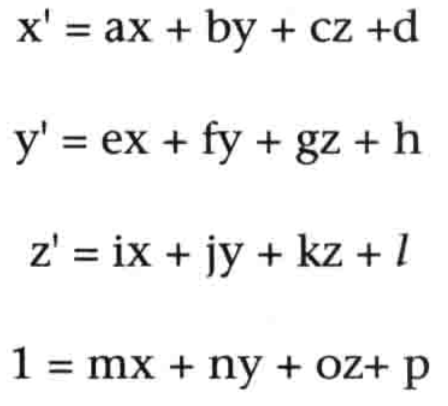 x' = ax + by + cz +d
y' = ex + fy + gz + h
z' = ix + jy + kz + l
1 = mx + ny + oz+ p